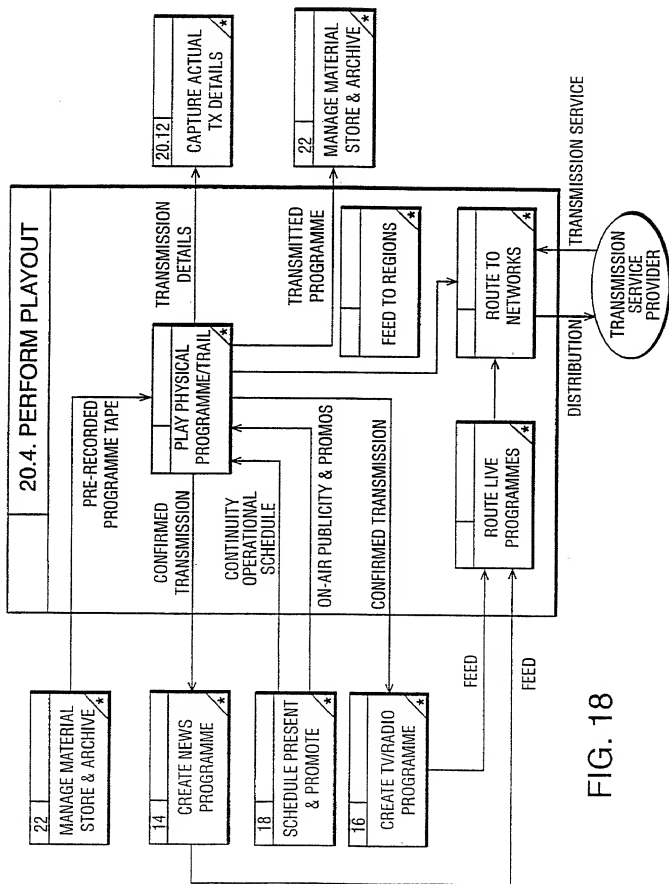 20.4. PERFORM PLAYOUT
22
MANAGE MATERIAL
STORE & ARCHIVE
PRE-RECORDED
PROGRAMME TAPE
14
CREATE NEWS
PROGRAMME
CONFIRMED
TRANSMISSION
18
SCHEDULE PRESENT
& PROMOTE
CONTINUITY
OPERATIONAL
SCHEDULE
ON-AIR PUBLICITY & PROMOS
16
CREATE TV/RADIO
PROGRAMME
CONFIRMED TRANSMISSION
FEED
FEED
PLAY PHYSICAL
PROGRAMME/TRAIL
TRANSMISSION
DETAILS
20.12
CAPTURE ACTUAL
TX DETAILS
TRANSMITTED
PROGRAMME
22
MANAGE MATERIAL
STORE & ARCHIVE
FEED TO REGIONS
ROUTE LIVE
PROGRAMMES
ROUTE TO
NETWORKS
DISTRIBUTION
TRANSMISSION SERVICE
TRANSMISSION
SERVICE
PROVIDER
FIG. 18